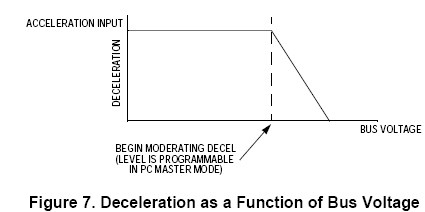 ACCELERATION INPUT
DECELERATION
BUS VOLTAGE
BEGIN MODERATING DECEL
(LEVEL IS PROGRAMMABLE
IN PC MASTER MODE)
Figure 7. Deceleration as a Function of Bus Voltage